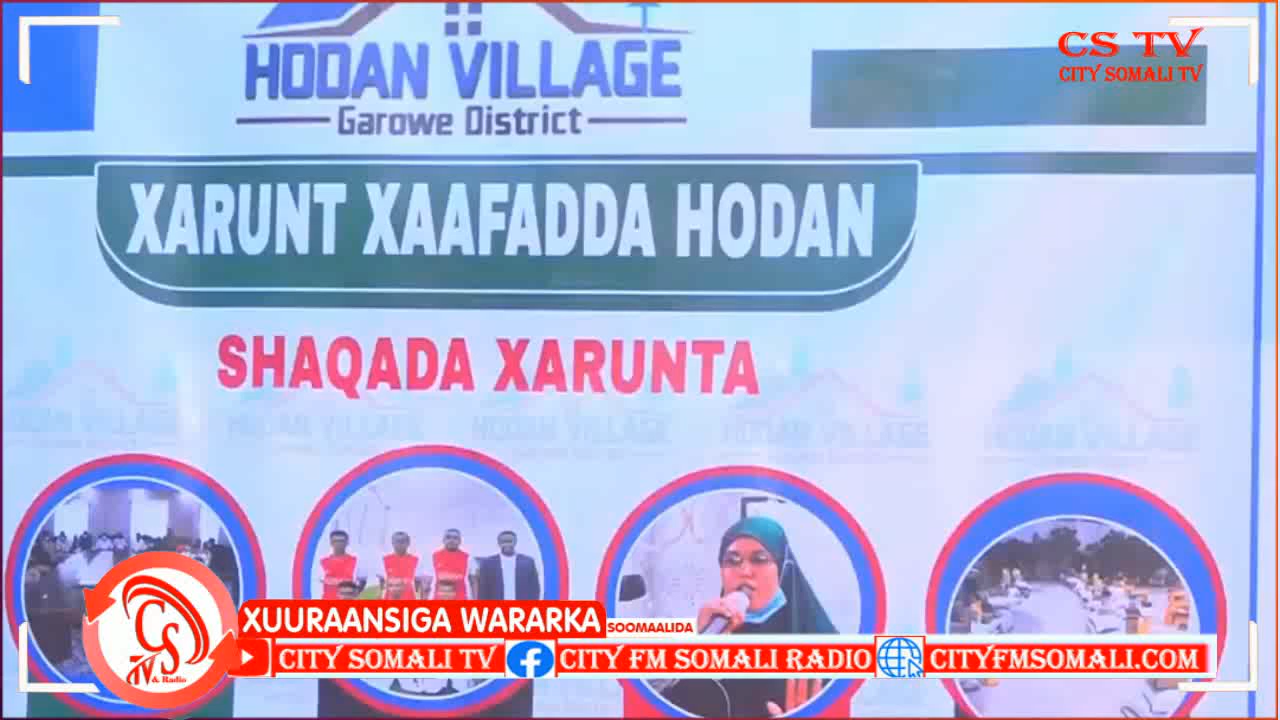 HODAN VILLAGE
Garowe District
CS TV
CITY SOMALI TV
XARUNT XAAFADDA HODAN
SHAQADA XARUNTA
HODAN VILLAGE HODAN VILLAGE HODAN VILLAGE HODAN VILLAGE HODAN VILLAGE
CS
TV & Radio
XUURAANSIGA WARARKA SOOMAALIDA
CITY SOMALI TV CITY FM SOMALI RADIO CITYFMSOMALI.COM